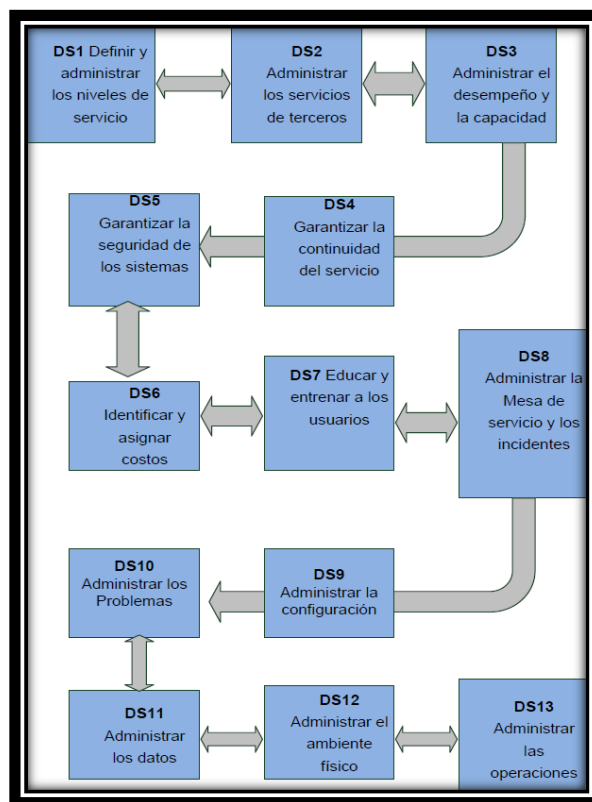 DS1 Definir y
administrar
los niveles de
servicio
DS2
Administrar
los servicios
de terceros
DS3
Administrar el
desempeño y
la capacidad
DS5
Garantizar la
seguridad de
los sistemas
DS4
Garantizar la
continuidad
del servicio
DS6
Identificar y
asignar
costos
DS7 Educar y
entrenar a los
usuarios
DS8
Administrar la
Mesa de
servicio y los
incidentes
DS10
Administrar los
Problemas
DS9
Administrar la
configuración
DS11
Administrar
los datos
DS12
Administrar el
ambiente
físico
DS13
Administrar
las
operaciones